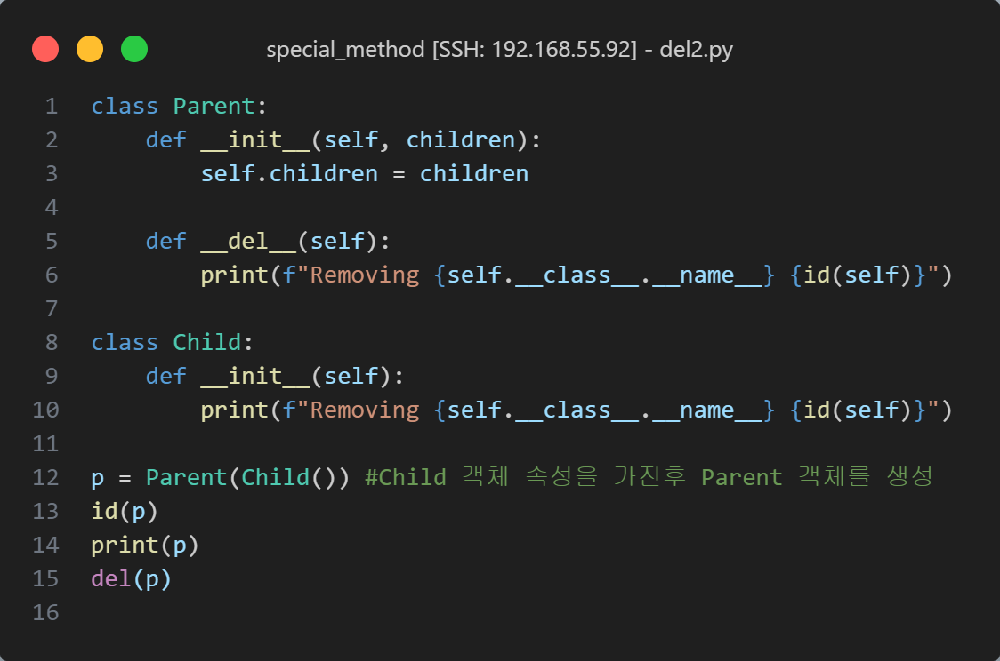 special_method [SSH: 192.168.55.92] - del2.py
1 class Parent:
2     def __init__(self, children):
3         self.children = children
4
5     def __del__(self):
6         print(f"Removing {self.__class__.__name__} {id(self)}")
7
8 class Child:
9     def __init__(self):
10         print(f"Removing {self.__class__.__name__} {id(self)}")
11
12 p = Parent(Child()) #Child 객체 속성을 가진후 Parent 객체를 생성
13 id(p)
14 print(p)
15 del(p)
16